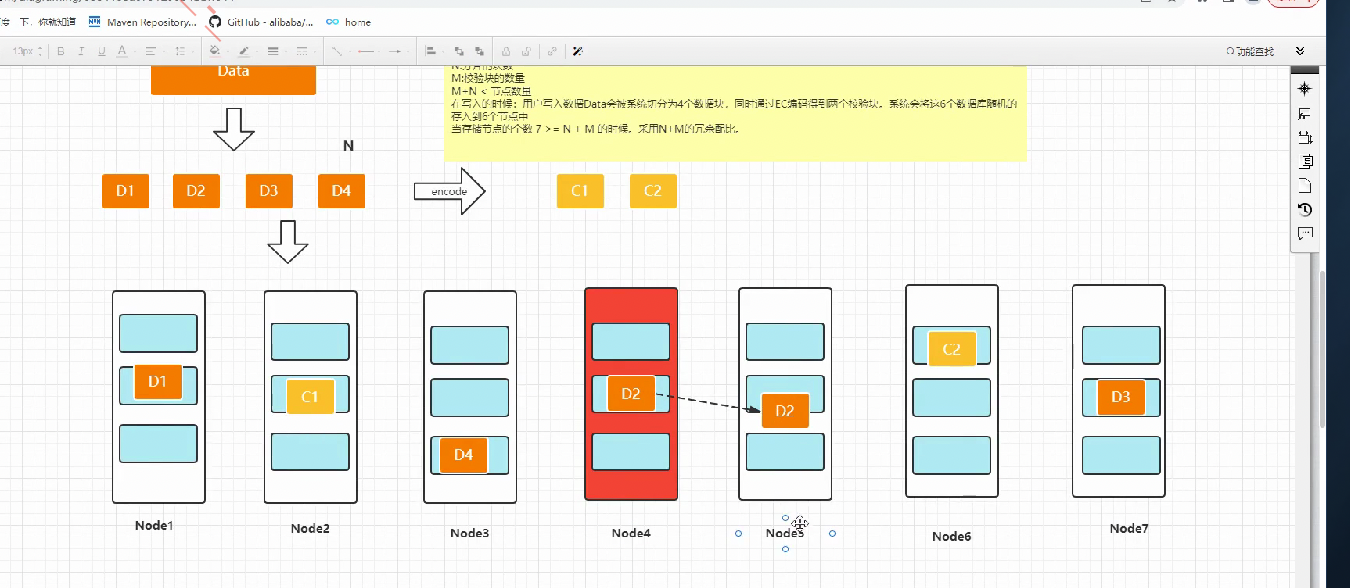 下，你就知道 Maven Repository... GitHub - alibaba/... home
13px B I U A 功能查找
Data
M:校验块的数量
M+N < 节点数量
在写入的时候：用户写入数据Data会被系统切分为4个数据块，同时通过EC编码得到两个校验块，系统会将这6个数据库随机的
存入到6个节点中
当存储节点的个数 7 >= N + M 的时候，采用N+M的冗余配比。
N
D1 D2 D3 D4 encode C1 C2
C2
D1 C1 D2 D2 D3
D4
Node1 Node2 Node3 Node4 Node5 Node6 Node7